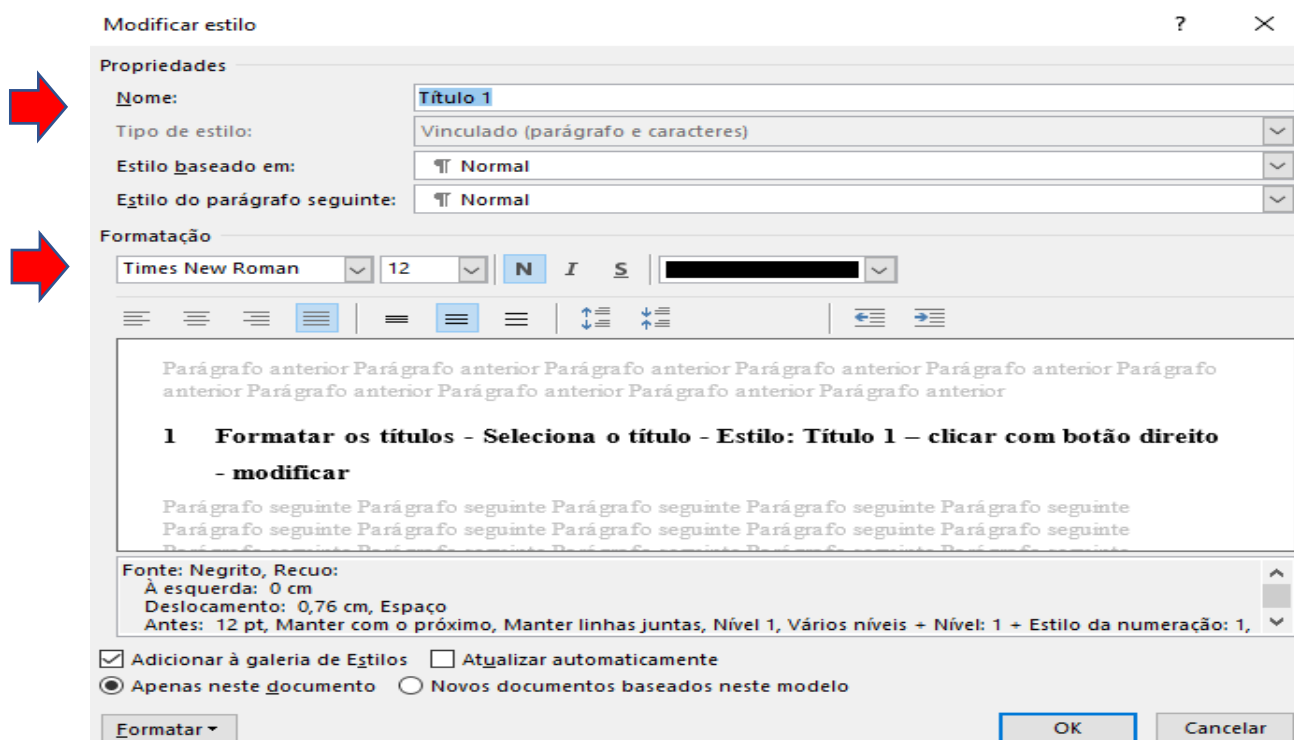 Modificar estilo ?
Propriedades
Nome: Título 1
Tipo de estilo: Vinculado (parágrafo e caracteres)
Estilo baseado em: ¶ Normal
Estilo do parágrafo seguinte: ¶ Normal
Formatação
Times New Roman 12 N I S
Parágrafo anterior Parágrafo anterior Parágrafo anterior Parágrafo anterior Parágrafo anterior Parágrafo
anterior Parágrafo anterior Parágrafo anterior Parágrafo anterior Parágrafo anterior
1 Formatar os títulos - Seleciona o título - Estilo: Título 1 – clicar com botão direito
- modificar
Parágrafo seguinte Parágrafo seguinte Parágrafo seguinte Parágrafo seguinte Parágrafo seguinte
Parágrafo seguinte Parágrafo seguinte Parágrafo seguinte Parágrafo seguinte Parágrafo seguinte
Fonte: Negrito, Recuo:
À esquerda: 0 cm
Deslocamento: 0,76 cm, Espaço
Antes: 12 pt, Manter com o próximo, Manter linhas juntas, Nível 1, Vários níveis + Nível: 1 + Estilo da numeração: 1,
Adicionar à galeria de Estilos Atualizar automaticamente
Apenas neste documento Novos documentos baseados neste modelo
Formatar OK Cancelar